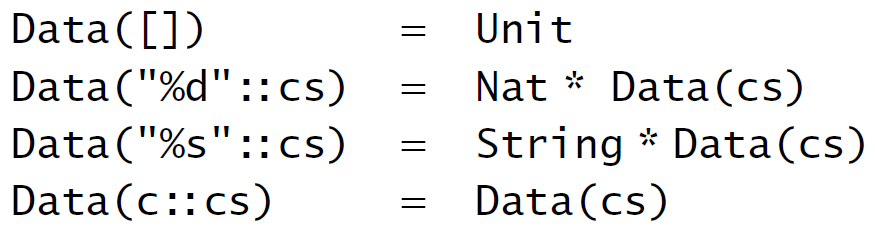 Data([]) = Unit
Data("%d"::cs) = Nat * Data(cs)
Data("%s"::cs) = String * Data(cs)
Data(c::cs) = Data(cs)